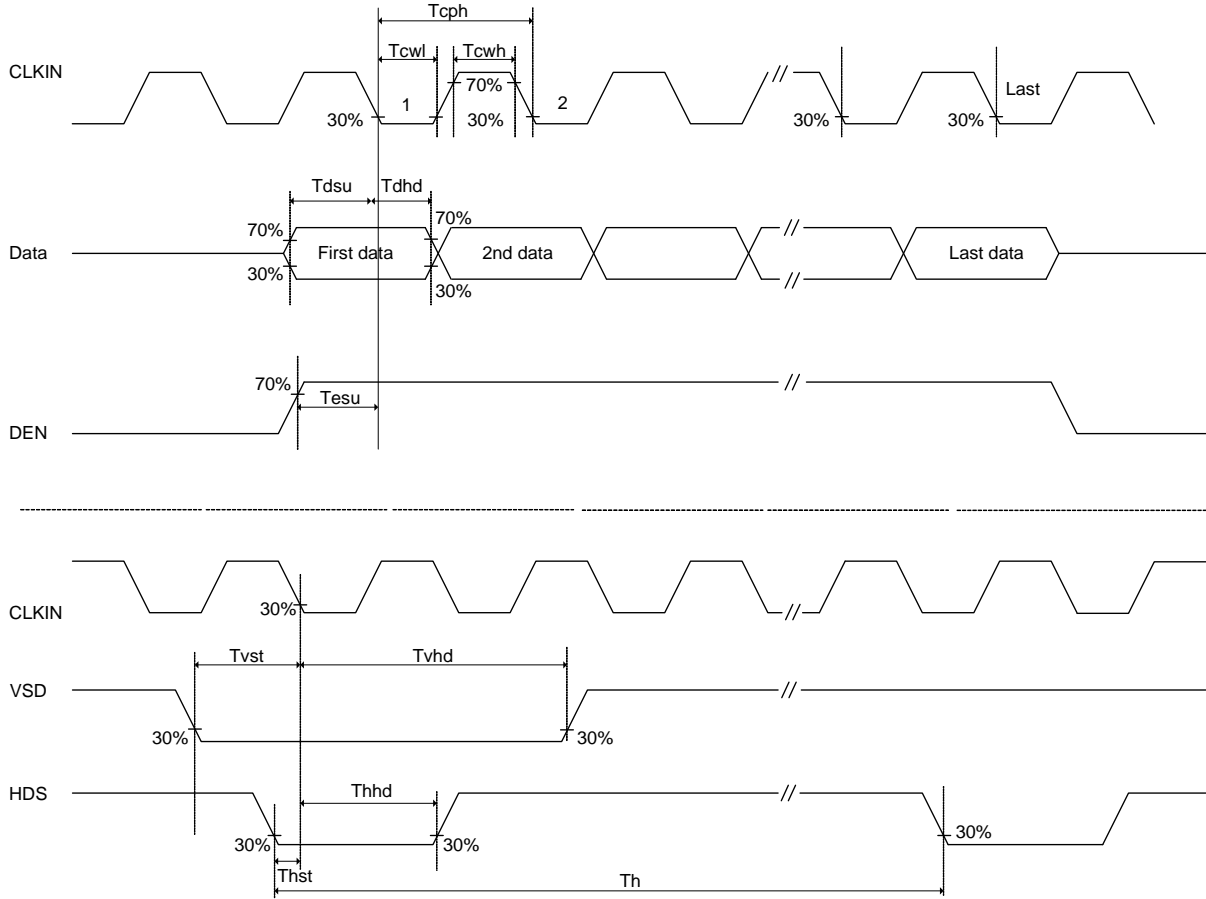 Tcph
Tcwl Tcwh
CLKIN
70%
1 2 Last
30% 30% 30% 30%
Tdsu Tdhd
70% 70%
Data First data 2nd data Last data
30% 30%
70%
Tesu
DEN
30%
CLKIN
Tvst Tvhd
VSD
30% 30%
HDS
Thhd
30% 30% 30%
Thst
Th